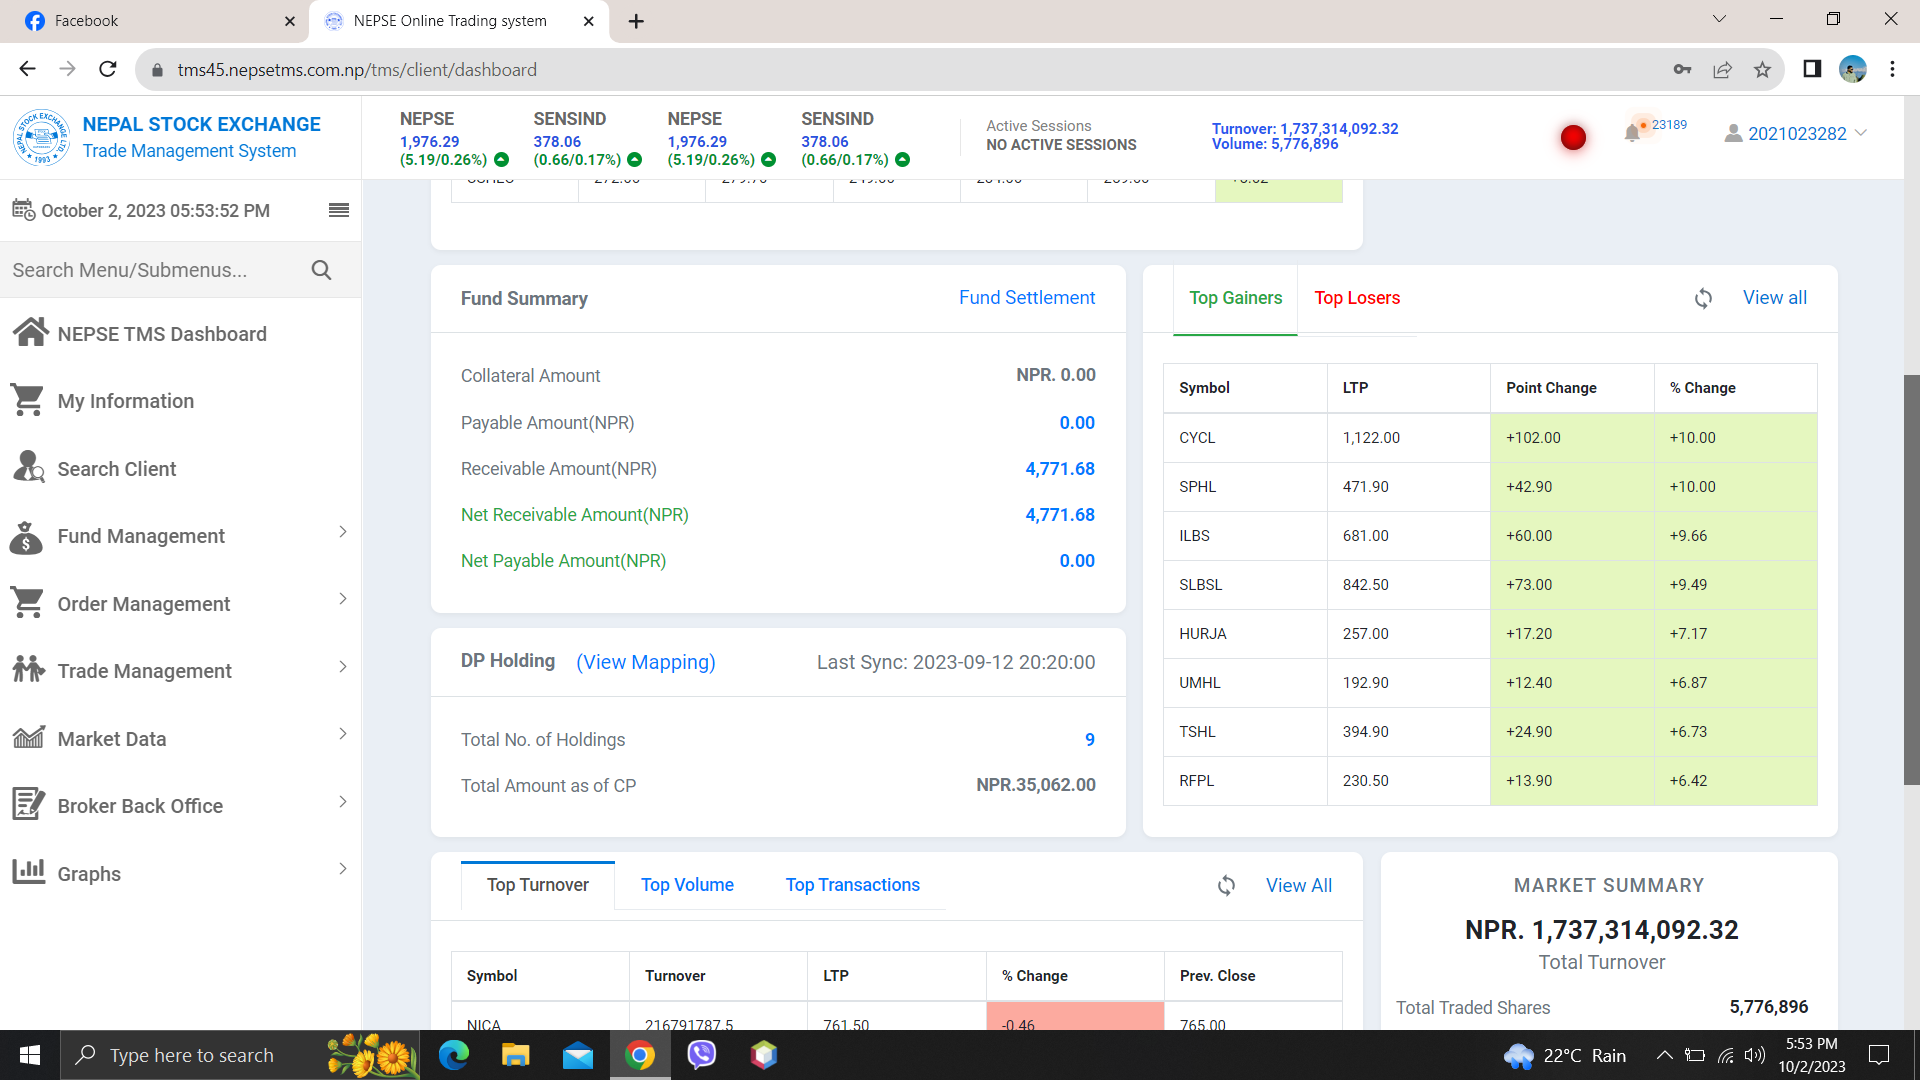 Facebook
NEPSE Online Trading system
tms45.nepsetms.com.np/tms/client/dashboard
NEPAL STOCK EXCHANGE
Trade Management System
NEPSE
1,976.29
(5.19/0.26%)
SENSIND
378.06
(0.66/0.17%)
NEPSE
1,976.29
(5.19/0.26%)
SENSIND
378.06
(0.66/0.17%)
Active Sessions
NO ACTIVE SESSIONS
Turnover: 1,737,314,092.32
Volume: 5,776,896
23189
2021023282
October 2, 2023 05:53:52 PM
Search Menu/Submenus...
NEPSE TMS Dashboard
My Information
Search Client
Fund Management
Order Management
Trade Management
Market Data
Broker Back Office
Graphs
Fund Summary
Fund Settlement
Collateral Amount NPR. 0.00
Payable Amount(NPR) 0.00
Receivable Amount(NPR) 4,771.68
Net Receivable Amount(NPR) 4,771.68
Net Payable Amount(NPR) 0.00
Top Gainers Top Losers View all
Symbol LTP Point Change % Change
CYCL 1,122.00 +102.00 +10.00
SPHL 471.90 +42.90 +10.00
ILBS 681.00 +60.00 +9.66
SLBSL 842.50 +73.00 +9.49
HURJA 257.00 +17.20 +7.17
UMHL 192.90 +12.40 +6.87
TSHL 394.90 +24.90 +6.73
RFPL 230.50 +13.90 +6.42
DP Holding (View Mapping) Last Sync: 2023-09-12 20:20:00
Total No. of Holdings 9
Total Amount as of CP NPR.35,062.00
Top Turnover Top Volume Top Transactions View All
Symbol Turnover LTP % Change Prev. Close
NICA 216791787.5 761.50 -0.46 765.00
MARKET SUMMARY
NPR. 1,737,314,092.32
Total Turnover
Total Traded Shares 5,776,896
Type here to search
22°C Rain
5:53 PM
10/2/2023